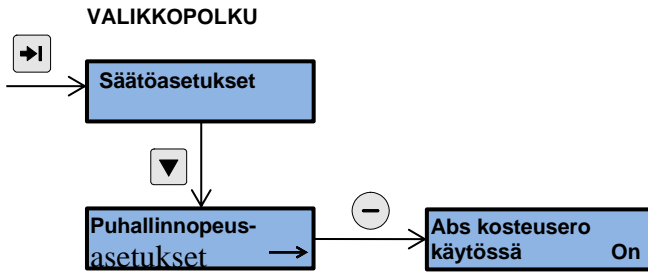 VALIKKOPOLKU
Säätöasetukset
Puhallinnopeus-
asetukset
Abs kosteusero
käytössä On